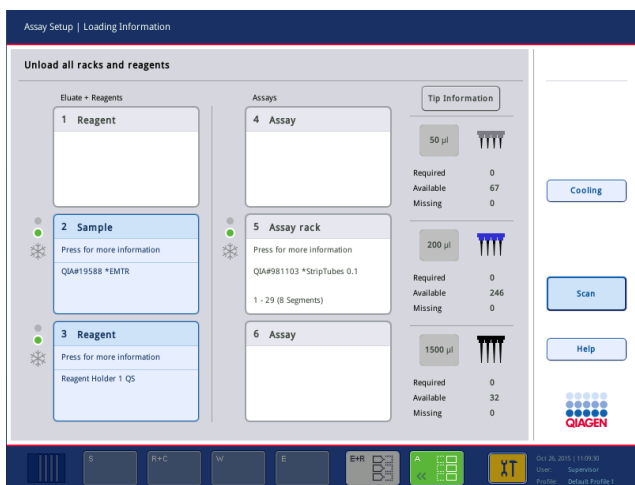 Assay Setup | Loading Information
Unload all racks and reagents
Eluate + Reagents
Assays
Tip Information
1 Reagent
4 Assay
50 µl
Required 0
Available 67
Missing 0
Cooling
2 Sample
Press for more information
QIA#19588 *EMTR
5 Assay rack
Press for more information
QIA#981103 *StripTubes 0.1
1 - 29 (8 Segments)
200 µl
Required 0
Available 246
Missing 0
Scan
3 Reagent
Press for more information
Reagent Holder 1 QS
6 Assay
1500 µl
Required 0
Available 32
Missing 0
Help
QIAGEN
S
R+C
W
E
E+R
A
Oct 26, 2015 | 11:09:30
User: Supervisor
Profile: Default Profile 1